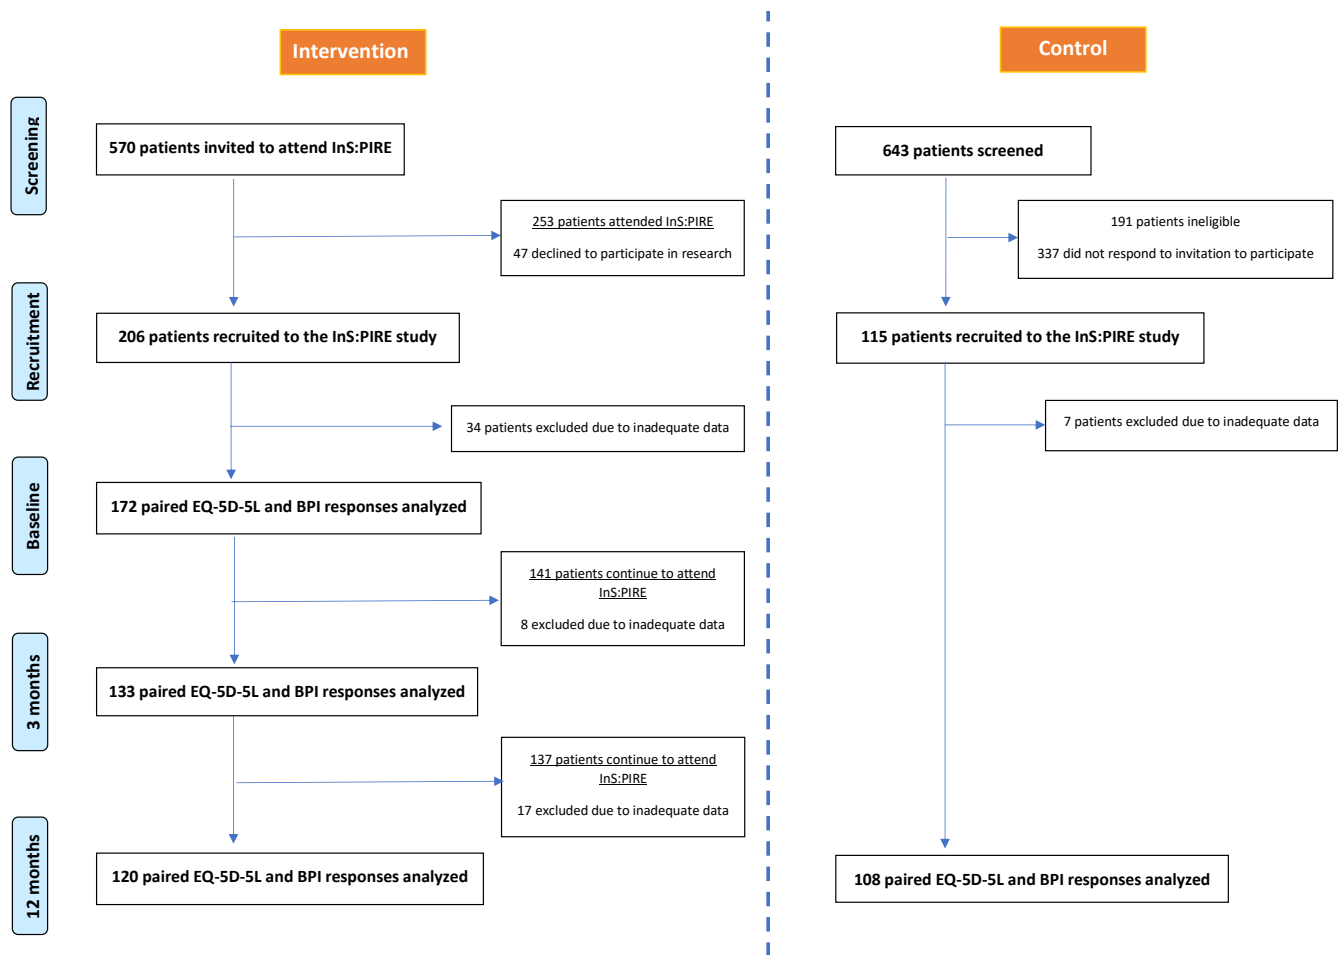 Intervention
Control
Screening
570 patients invited to attend InS:PIRE
643 patients screened
253 patients attended InS:PIRE
47 declined to participate in research
191 patients ineligible
337 did not respond to invitation to participate
Recruitment
206 patients recruited to the InS:PIRE study
115 patients recruited to the InS:PIRE study
34 patients excluded due to inadequate data
7 patients excluded due to inadequate data
Baseline
172 paired EQ-5D-5L and BPI responses analyzed
141 patients continue to attend
InS:PIRE
8 excluded due to inadequate data
3 months
133 paired EQ-5D-5L and BPI responses analyzed
137 patients continue to attend
InS:PIRE
17 excluded due to inadequate data
12 months
120 paired EQ-5D-5L and BPI responses analyzed
108 paired EQ-5D-5L and BPI responses analyzed